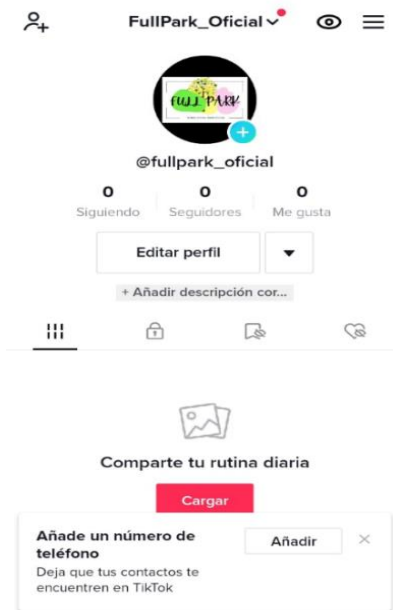 FullPark_Oficial
FULL PARK
@fullpark_oficial
0 0 0
Siguiendo Seguidores Me gusta
Editar perfil
+ Añadir descripción cor...
Comparte tu rutina diaria
Cargar
Añade un número de
teléfono
Añadir
Deja que tus contactos te
encuentren en TikTok